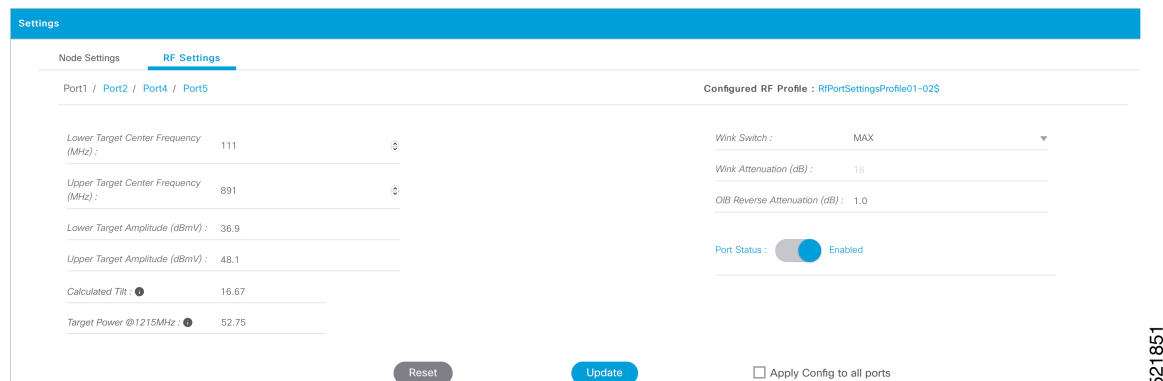 Settings
Node Settings RF Settings
Port1 / Port2 / Port4 / Port5 Configured RF Profile : RfPortSettingsProfile01-02$
Lower Target Center Frequency
(MHz) : 111
Upper Target Center Frequency
(MHz) : 891
Lower Target Amplitude (dBmV) : 36.9
Upper Target Amplitude (dBmV) : 48.1
Calculated Tilt : 16.67
Target Power @1215MHz : 52.75
Wink Switch : MAX
Wink Attenuation (dB) : 16
OIB Reverse Attenuation (dB) : 1.0
Port Status : Enabled
Reset Update Apply Config to all ports
521851